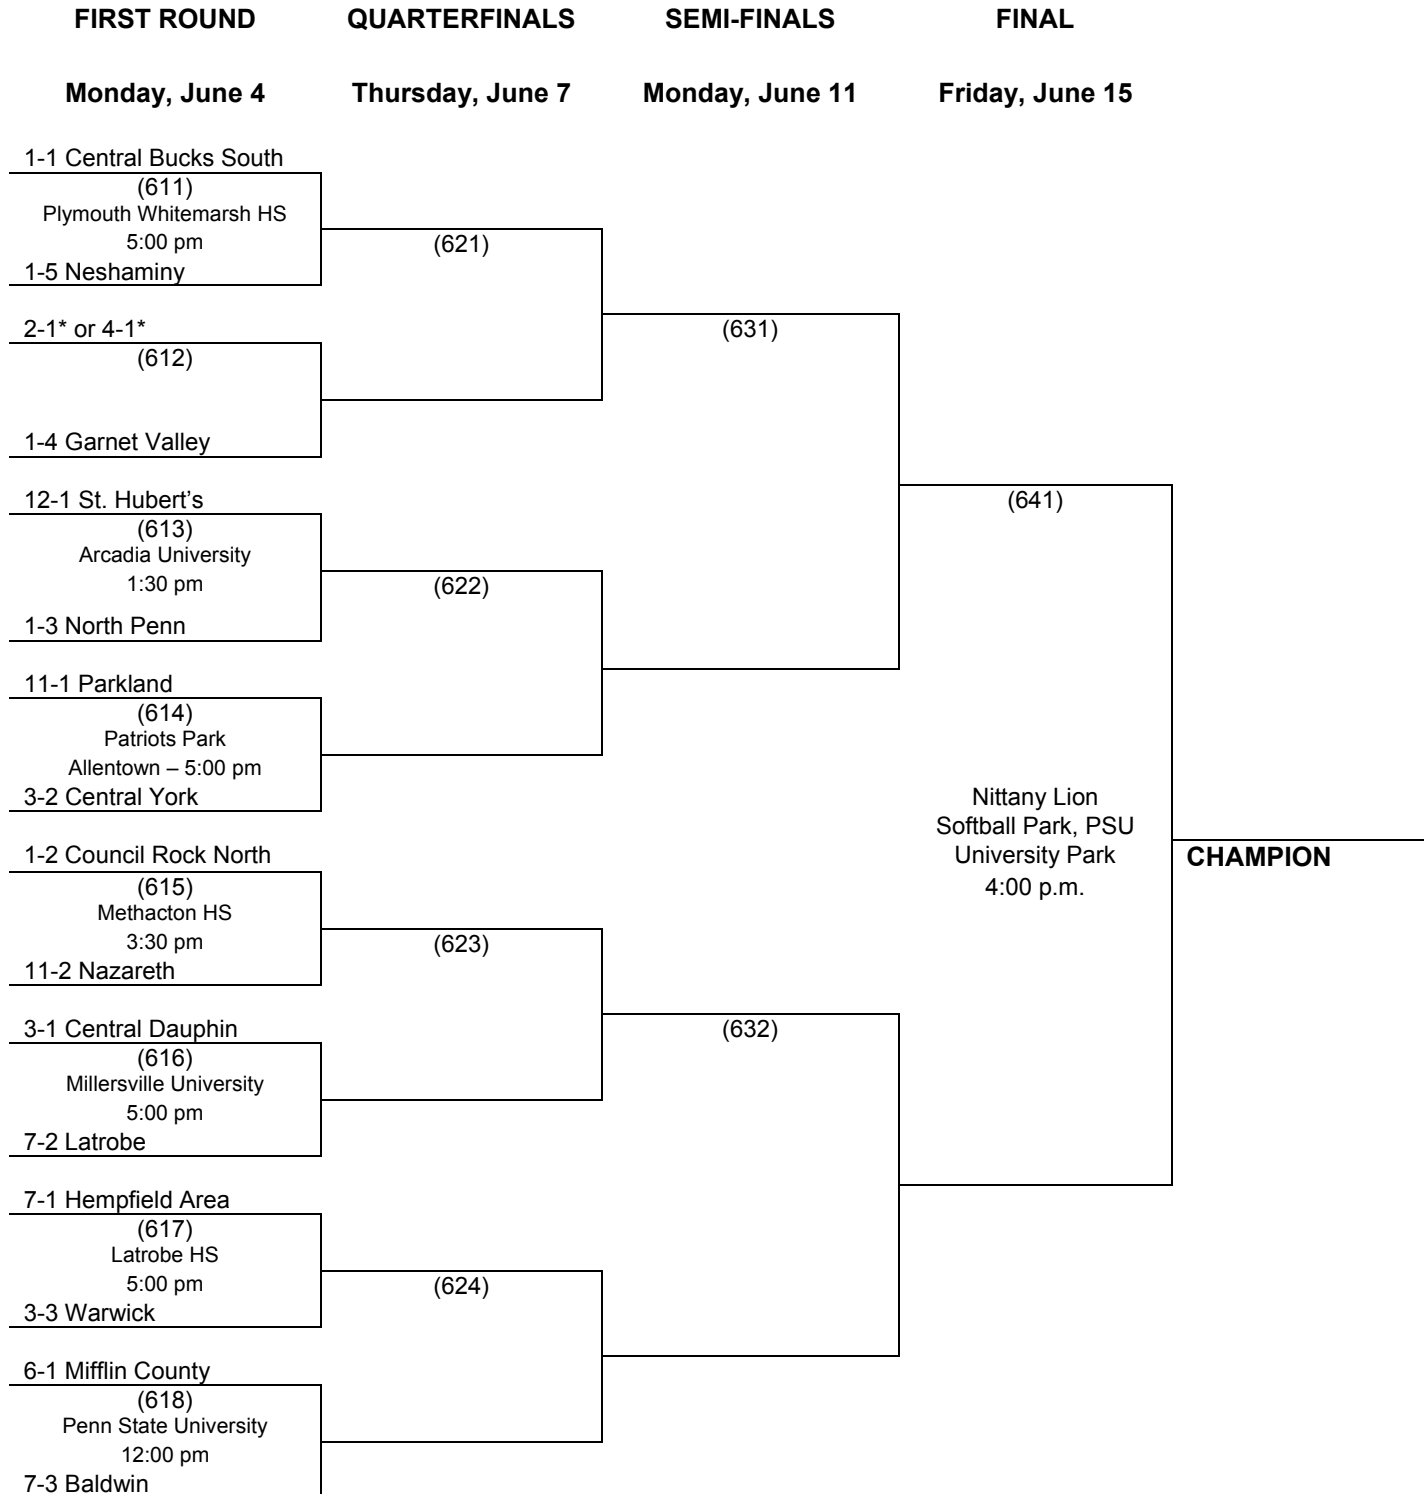 FIRST ROUND QUARTERFINALS SEMI-FINALS FINAL
Monday, June 4 Thursday, June 7 Monday, June 11 Friday, June 15
1-1 Central Bucks South
(611)
Plymouth Whitemarsh HS
5:00 pm
(621)
1-5 Neshaminy
2-1* or 4-1*
(631)
(612)
1-4 Garnet Valley
12-1 St. Hubert’s
(641)
(613)
Arcadia University
1:30 pm
(622)
1-3 North Penn
11-1 Parkland
(614)
Patriots Park
Allentown – 5:00 pm
3-2 Central York
Nittany Lion
Softball Park, PSU
University Park
4:00 p.m.
CHAMPION
1-2 Council Rock North
(615)
Methacton HS
3:30 pm
(623)
11-2 Nazareth
3-1 Central Dauphin
(632)
(616)
Millersville University
5:00 pm
7-2 Latrobe
7-1 Hempfield Area
(617)
Latrobe HS
5:00 pm
(624)
3-3 Warwick
6-1 Mifflin County
(618)
Penn State University
12:00 pm
7-3 Baldwin